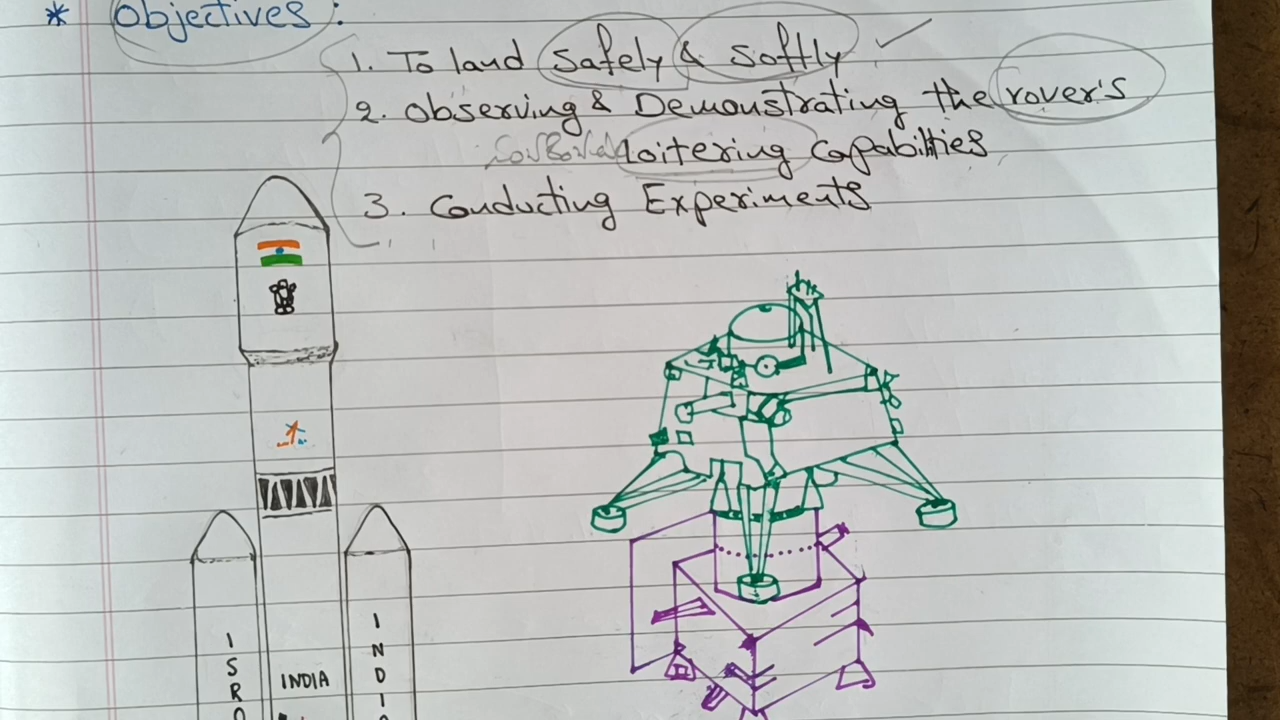 * Objectives :
1. To land Safely & Softly
2. Observing & Demonstrating the rover's
loitering Capabilities
3. Conducting Experiments
ISRO
INDIA
INDIA